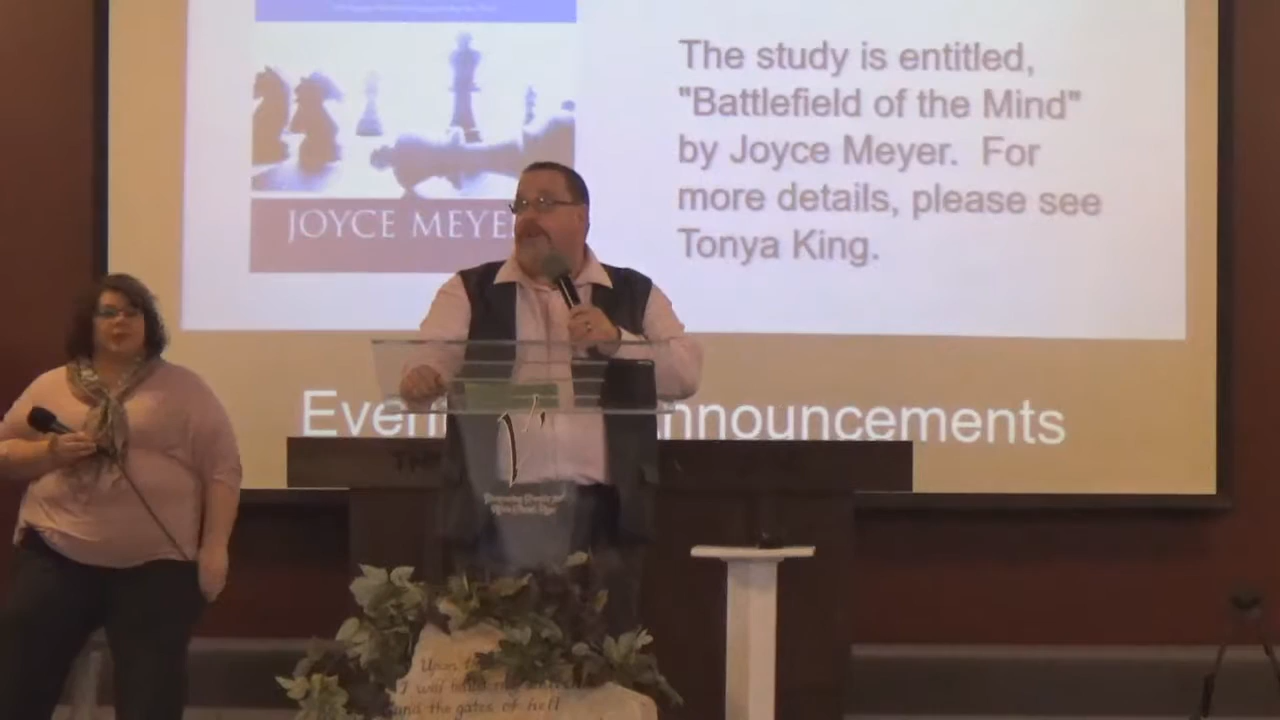 The study is entitled,
"Battlefield of the Mind"
by Joyce Meyer. For
more details, please see
Tonya King.
JOYCE MEYE
Even nnouncements
Upon
I will
and the gates of hell